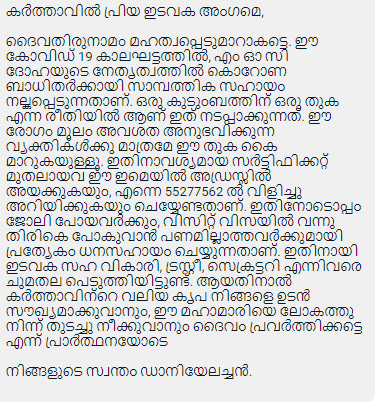 കർത്താവിൽ പ്രിയ ഇടവക അംഗമെ,
ദൈവതിരുനാമം മഹത്വപ്പെടുമാറാകട്ടെ. ഈ
കോവിഡ് 19 കാലഘട്ടത്തിൽ, എം ഓ സി
ദോഹയുടെ നേതൃത്വത്തിൽ കൊറോണ
ബാധിതർക്കായി സാമ്പത്തിക സഹായം
നല്കപ്പെടുന്നതാണ്. ഒരു കുടുംബത്തിന് ഒരു തുക
എന്ന രീതിയിൽ ആണ് ഇത് നടപ്പാക്കുന്നത്. ഈ
രോഗം മൂലം അവശത അനുഭവിക്കുന്ന
വ്യക്തികൾക്കു മാത്രമേ ഈ തുക കൈ
മാറുകയുള്ളു. ഇതിനാവശ്യമായ സർട്ടിഫിക്കറ്റ്
മുതലായവ ഈ ഇമെയിൽ അഡ്രസ്സിൽ
അയക്കുകയും, എന്നെ 55277562 ൽ വിളിച്ചു
അറിയിക്കുകയും ചെയ്യേണ്ടതാണ്. ഇതിനോടൊപ്പം
ജോലി പോയവർക്കും, വിസിറ്റ് വിസയിൽ വന്നു
തിരികെ പോകുവാൻ പണമില്ലാത്തവർക്കുമായി
പ്രത്യേകം ധനസഹായം ചെയ്യുന്നതാണ്. ഇതിനായി
ഇടവക സഹ വികാരി, ട്രസ്റ്റീ, സെക്രട്ടറി എന്നിവരെ
ചുമതല പെടുത്തിയിട്ടുണ്ട്. ആയതിനാൽ
കർത്താവിന്റെ വലിയ കൃപ നിങ്ങളെ ഉടൻ
സൗഖ്യമാക്കുവാനും, ഈ മഹാമാരിയെ ലോകത്തു
നിന്ന് തുടച്ചു നീക്കുവാനും ദൈവം പ്രവർത്തിക്കട്ടെ
എന്ന് പ്രാർത്ഥനയോടെ
നിങ്ങളുടെ സ്വന്തം ഡാനിയേലച്ചൻ.